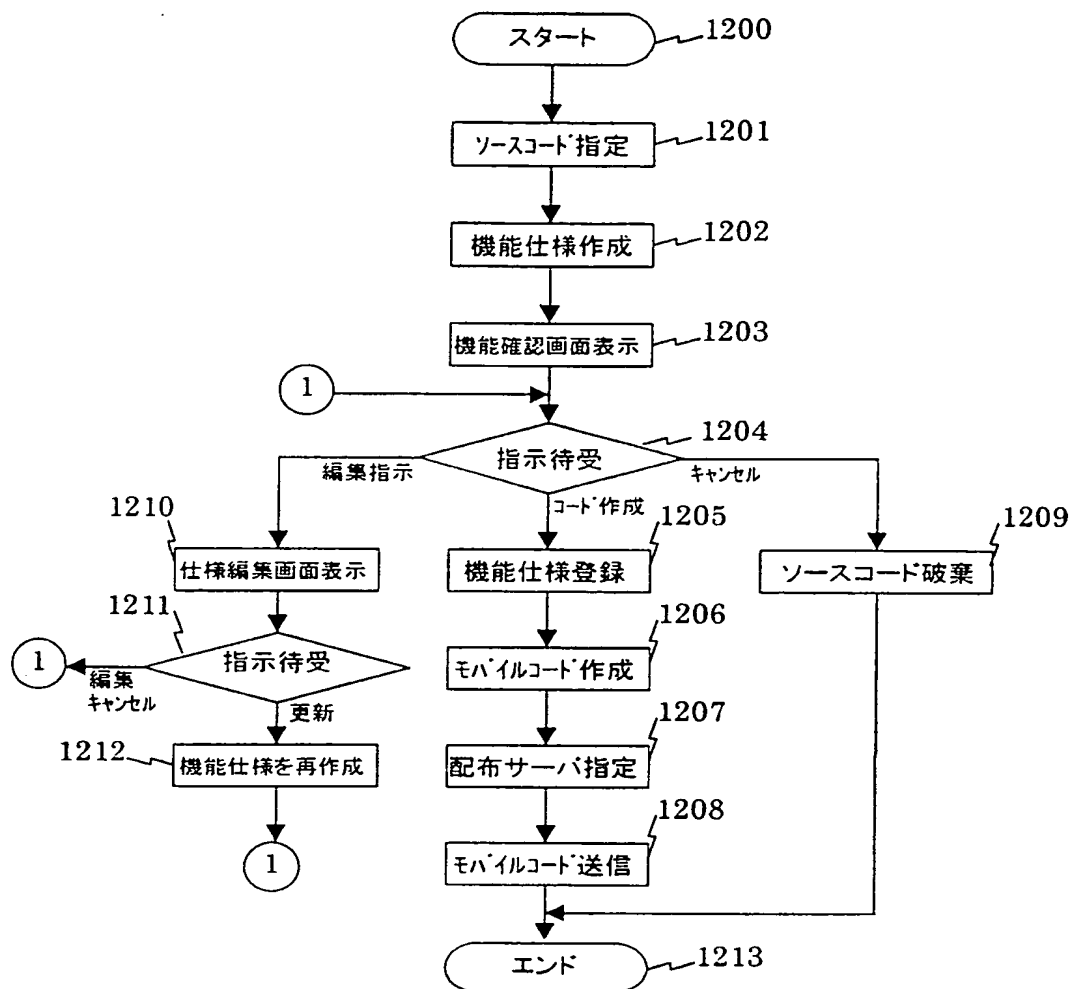 スタート
1200
ソースコード指定
1201
機能仕様作成
1202
機能確認画面表示
1203
1
指示待受
1204
編集指示
コード作成
キャンセル
1210
仕様編集画面表示
1205
機能仕様登録
1209
ソースコード破棄
1211
指示待受
1
編集
キャンセル
更新
1206
モバイルコード作成
1212
機能仕様を再作成
1207
配布サーバ指定
1
1208
モバイルコード送信
エンド
1213